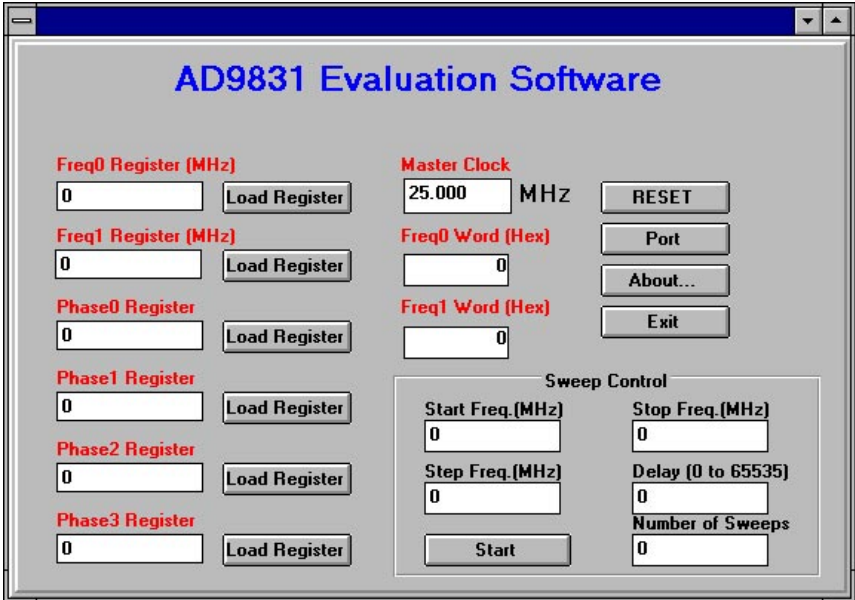 AD9831 Evaluation Software
Freq0 Register (MHz)
0
Load Register
Freq1 Register (MHz)
0
Load Register
Phase0 Register
0
Load Register
Phase1 Register
0
Load Register
Phase2 Register
0
Load Register
Phase3 Register
0
Load Register
Master Clock
25.000 MHz
Freq0 Word (Hex)
0
Freq1 Word (Hex)
0
RESET
Port
About...
Exit
Sweep Control
Start Freq.(MHz)
0
Stop Freq.(MHz)
0
Step Freq.(MHz)
0
Delay (0 to 65535)
0
Number of Sweeps
0
Start